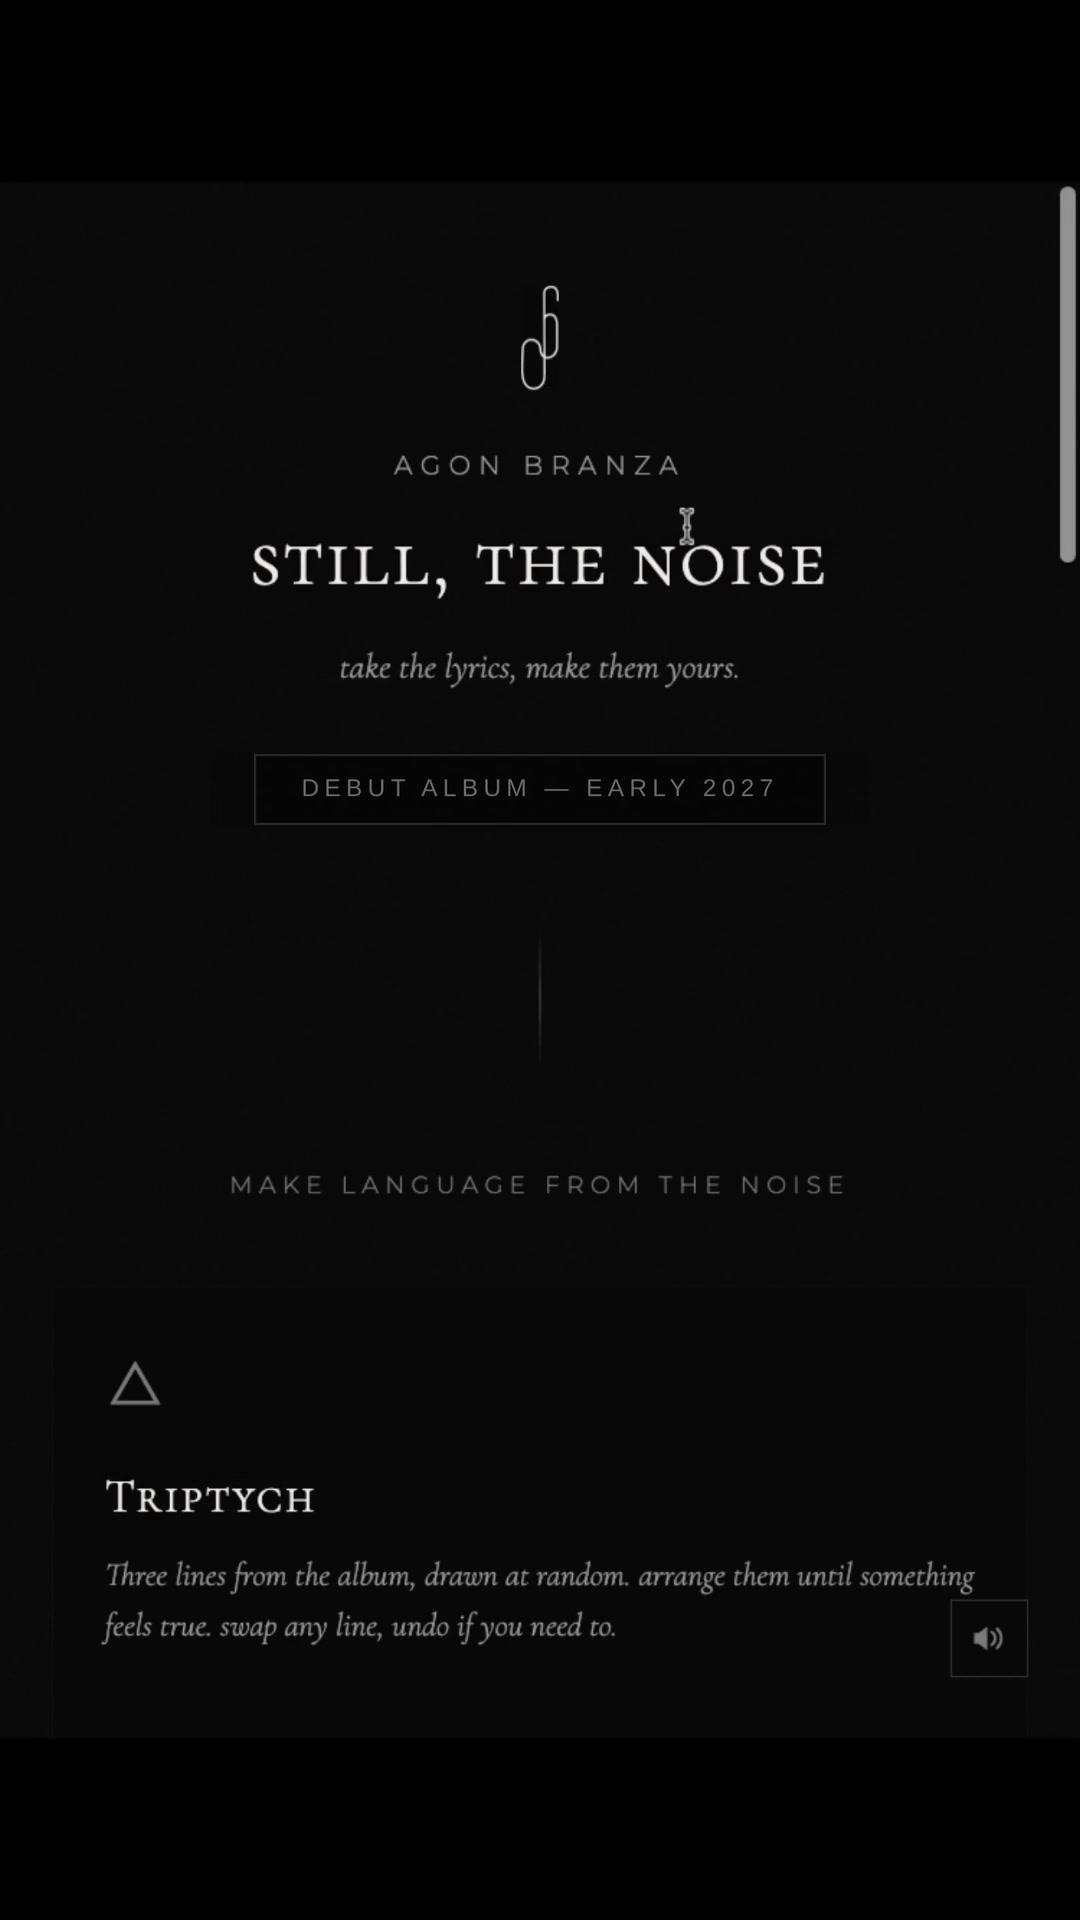 AGON BRANZA
STILL, THE NOISE
take the lyrics, make them yours.
DEBUT ALBUM — EARLY 2027
MAKE LANGUAGE FROM THE NOISE
TRIPTYCH
Three lines from the album, drawn at random. arrange them until something
feels true. swap any line, undo if you need to.